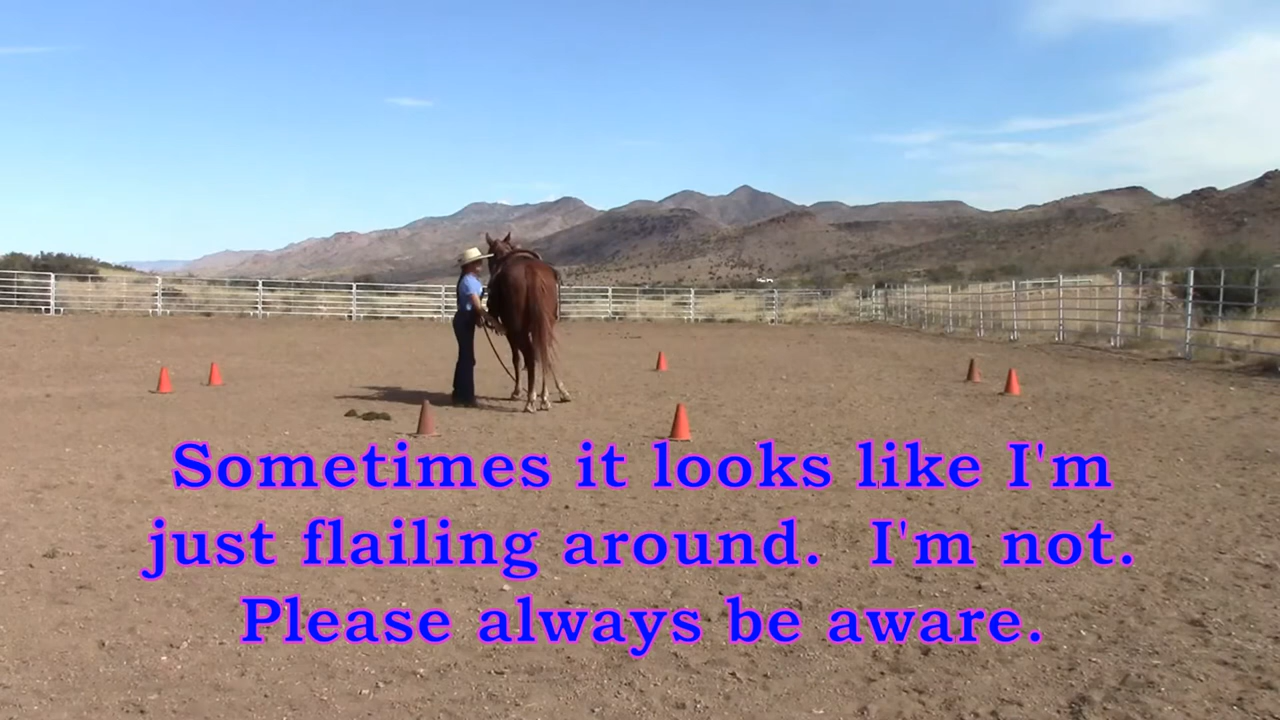 Sometimes it looks like I'm
just flailing around.  I'm not.
Please always be aware.